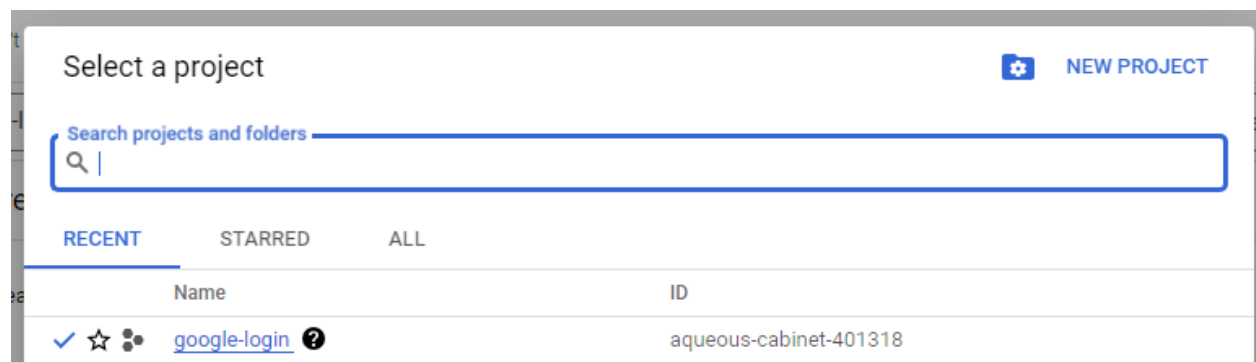 Select a project
NEW PROJECT
Search projects and folders
RECENT STARRED ALL
Name ID
google-login aqueous-cabinet-401318